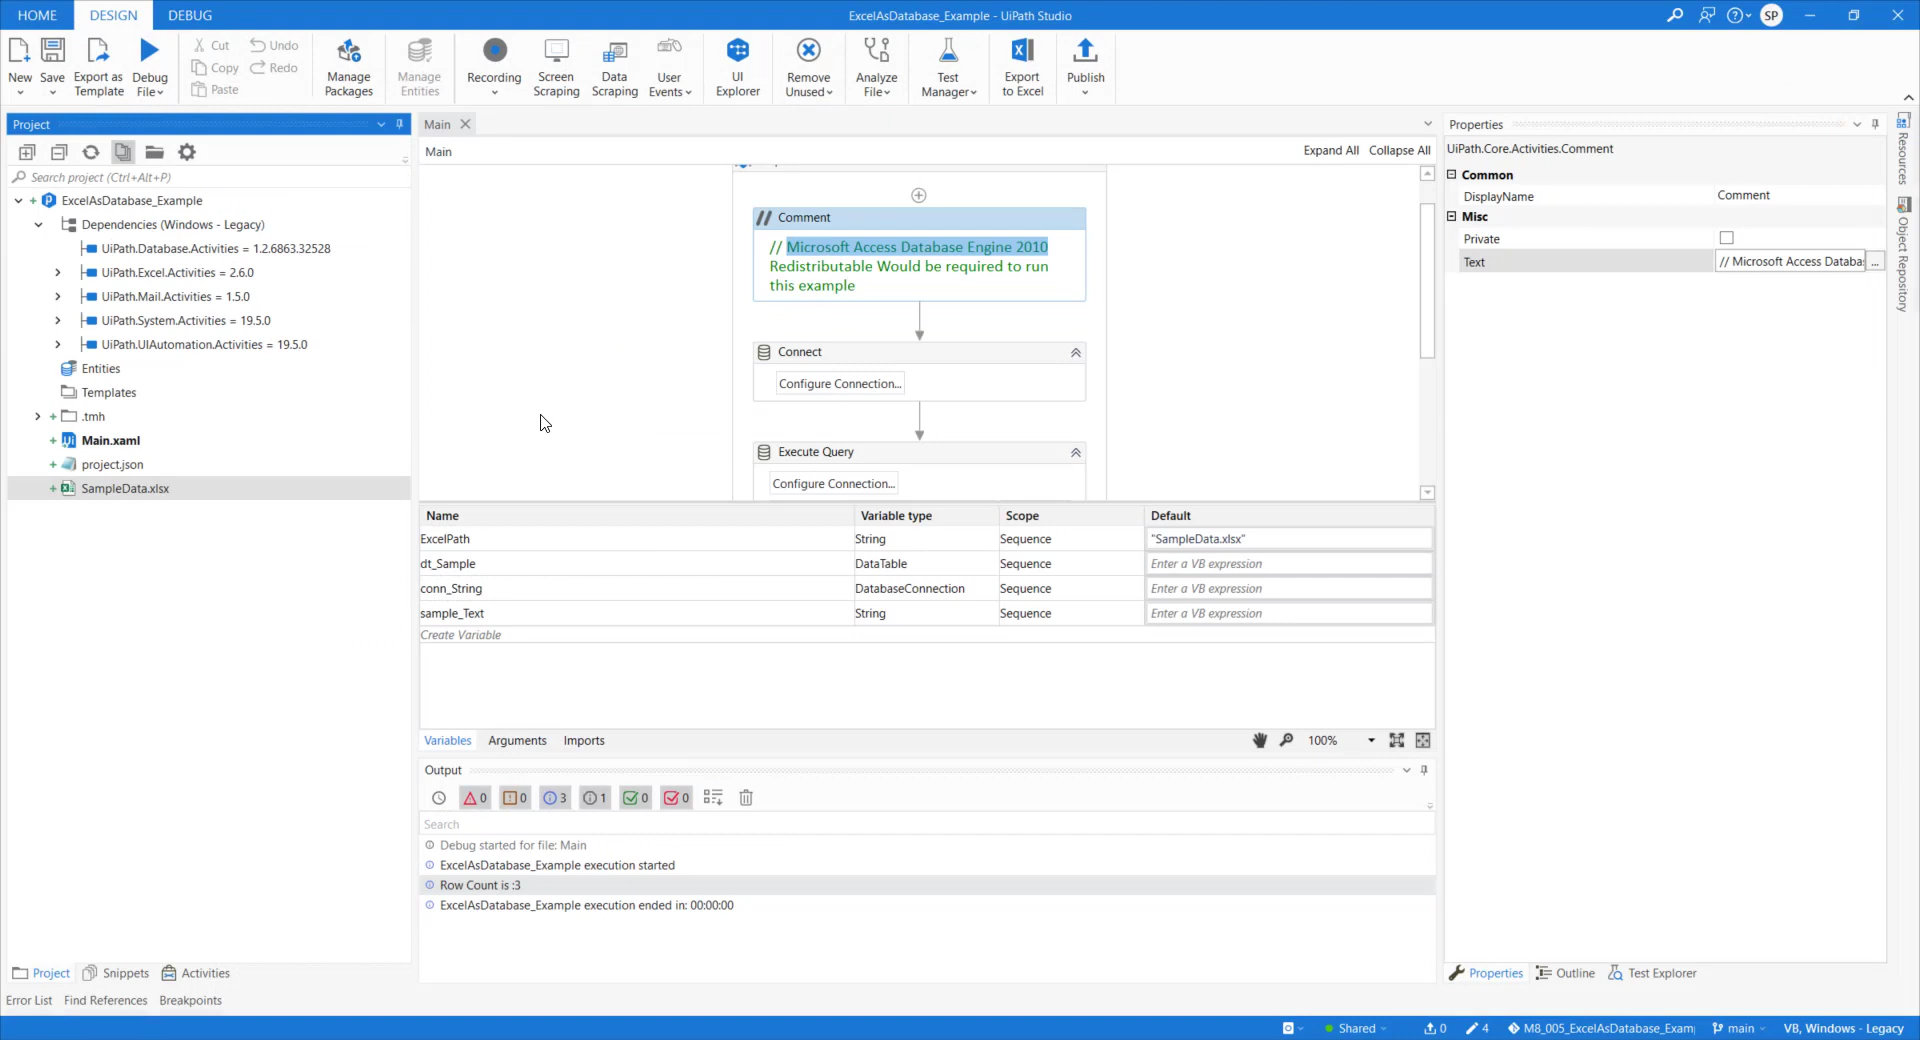 HOME DESIGN DEBUG ExcelAsDatabase_Example - UiPath Studio SP
New Save Export as Template Debug File Cut Copy Paste Undo Redo Manage Packages Manage Entities Recording Screen Scraping Data Scraping User Events UI Explorer Remove Unused Analyze File Test Manager Export to Excel Publish
Project
Search project (Ctrl+Alt+P)
ExcelAsDatabase_Example
Dependencies (Windows - Legacy)
UiPath.Database.Activities = 1.2.6863.32528
UiPath.Excel.Activities = 2.6.0
UiPath.Mail.Activities = 1.5.0
UiPath.System.Activities = 19.5.0
UiPath.UIAutomation.Activities = 19.5.0
Entities
Templates
.tmh
Main.xaml
project.json
SampleData.xlsx
Project Snippets Activities
Main
Main Expand All Collapse All
// Comment
// Microsoft Access Database Engine 2010
Redistributable Would be required to run
this example
Connect
Configure Connection...
Execute Query
Configure Connection...
Name Variable type Scope Default
ExcelPath String Sequence "SampleData.xlsx"
dt_Sample DataTable Sequence Enter a VB expression
conn_String DatabaseConnection Sequence Enter a VB expression
sample_Text String Sequence Enter a VB expression
Create Variable
Variables Arguments Imports 100%
Output
0 0 3 1 0 0
Search
Debug started for file: Main
ExcelAsDatabase_Example execution started
Row Count is :3
ExcelAsDatabase_Example execution ended in: 00:00:00
Properties
UiPath.Core.Activities.Comment
Common
DisplayName Comment
Misc
Private
Text // Microsoft Access Databa ...
Properties Outline Test Explorer
Resources
Object Repository
Error List Find References Breakpoints
Shared 0 4 M8_005_ExcelAsDatabase_Exam main VB, Windows - Legacy